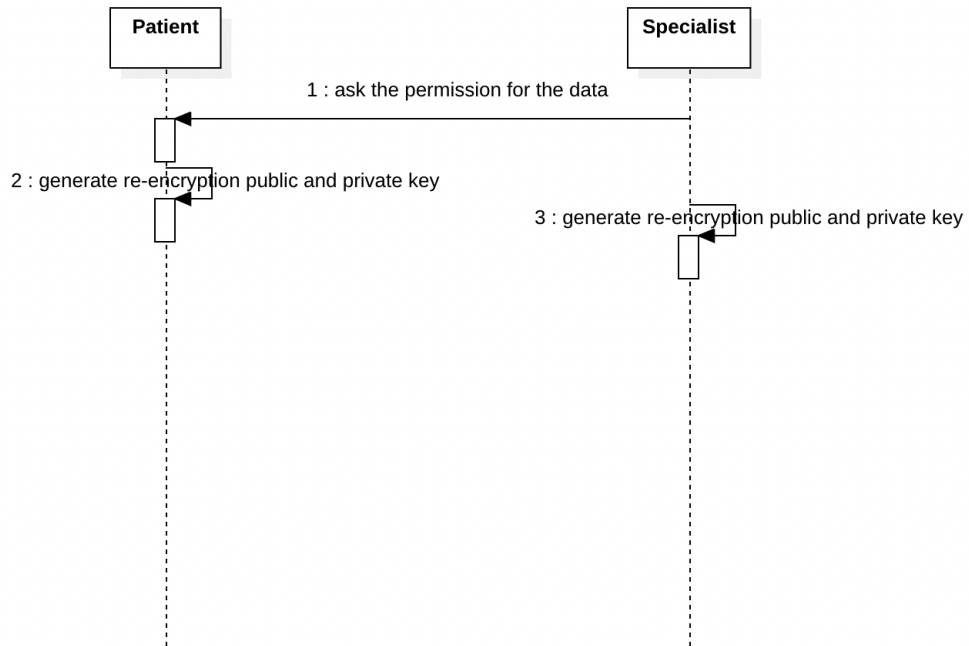 Patient
Specialist
1 : ask the permission for the data
2 : generate re-encryption public and private key
3 : generate re-encryption public and private key